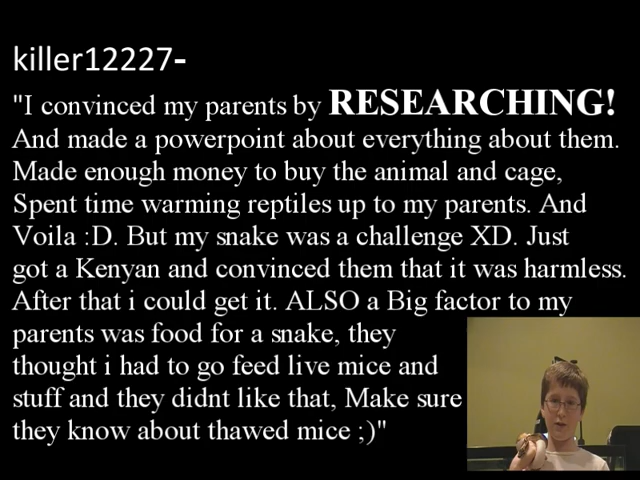 killer12227-
"I convinced my parents by RESEARCHING!
And made a powerpoint about everything about them.
Made enough money to buy the animal and cage,
Spent time warming reptiles up to my parents. And
Voila :D. But my snake was a challenge XD. Just
got a Kenyan and convinced them that it was harmless.
After that i could get it. ALSO a Big factor to my
parents was food for a snake, they
thought i had to go feed live mice and
stuff and they didnt like that, Make sure
they know about thawed mice ;)"